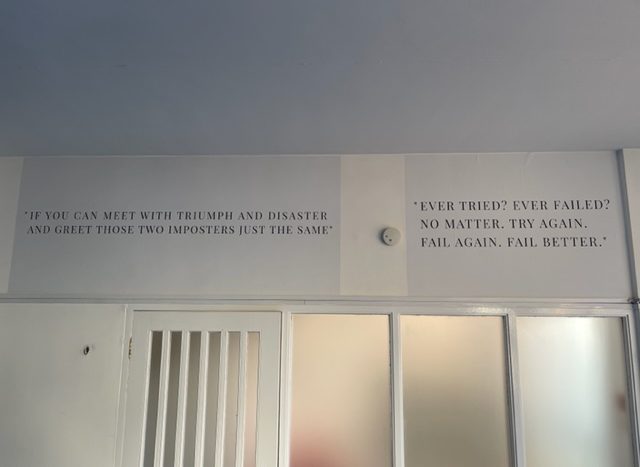 "IF YOU CAN MEET WITH TRIUMPH AND DISASTER
AND GREET THOSE TWO IMPOSTERS JUST THE SAME"
"EVER TRIED? EVER FAILED?
NO MATTER. TRY AGAIN.
FAIL AGAIN. FAIL BETTER."